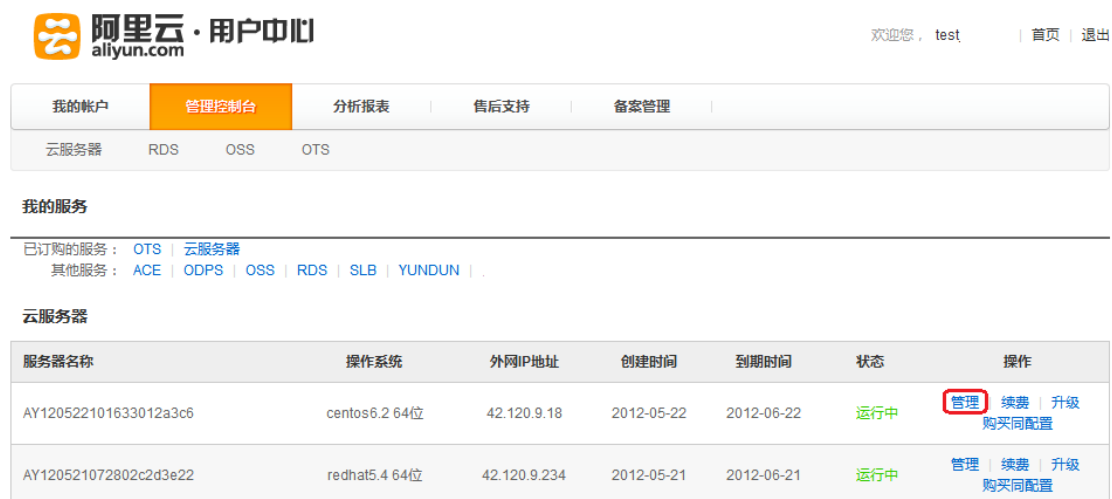 阿里云·用户中心
aliyun.com
欢迎您， test | 首页 | 退出
我的帐户 管理控制台 分析报表 | 售后支持 | 备案管理 |
云服务器 RDS OSS OTS
我的服务
已订购的服务： OTS | 云服务器
其他服务： ACE | ODPS | OSS | RDS | SLB | YUNDUN |
云服务器
服务器名称 操作系统 外网IP地址 创建时间 到期时间 状态 操作
AY120522101633012a3c6 centos6.2 64位 42.120.9.18 2012-05-22 2012-06-22 运行中 管理 | 续费 | 升级
购买同配置
AY120521072802c2d3e22 redhat5.4 64位 42.120.9.234 2012-05-21 2012-06-21 运行中 管理 | 续费 | 升级
购买同配置